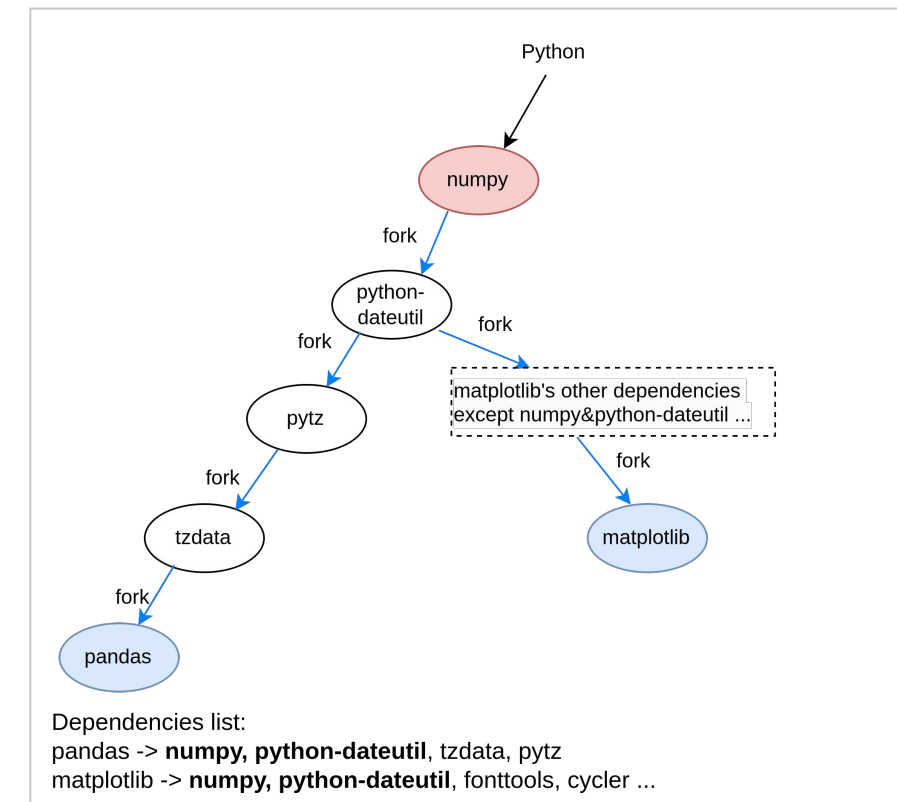 Python
numpy
fork
python-
dateutil
fork
fork
matplotlib's other dependencies
except numpy&python-dateutil ...
pytz
fork
fork
tzdata
matplotlib
fork
pandas
Dependencies list:
pandas -> numpy, python-dateutil, tzdata, pytz
matplotlib -> numpy, python-dateutil, fonttools, cycler ...